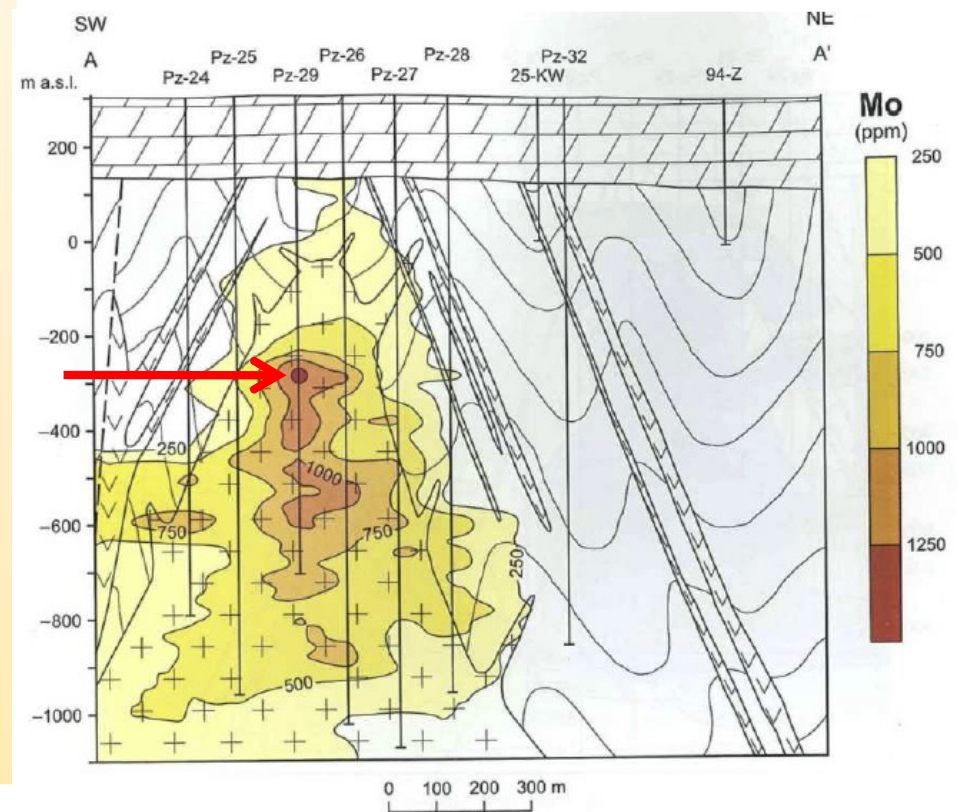 SW
NE
A
A'
Pz-25
Pz-26
Pz-28
Pz-32
Pz-24
Pz-29
Pz-27
25-KW
94-Z
m a.s.l.
Mo
(ppm)
200
0
–200
–400
–600
–800
–1000
250
1000
750
750
250
500
250
500
750
1000
1250
0 100 200 300 m